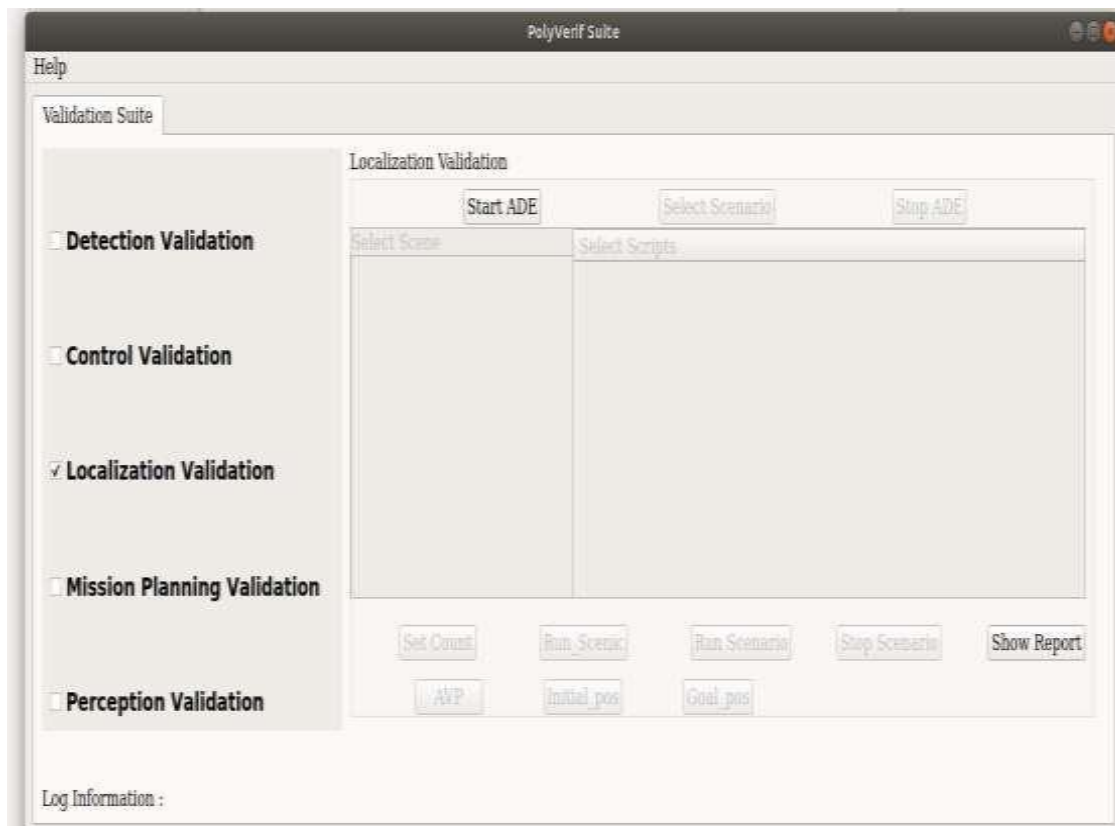 PolyVerif Suite
Help
Validation Suite
Detection Validation
Control Validation
Localization Validation
Mission Planning Validation
Perception Validation
Localization Validation
Start ADE
Select Scenario
Stop ADE
Select Scene
Select Scripts
Set Count
Run_Scenic
Run Scenario
Stop Scenario
Show Report
AVP
Initial_pos
Goal_pos
Log Information :